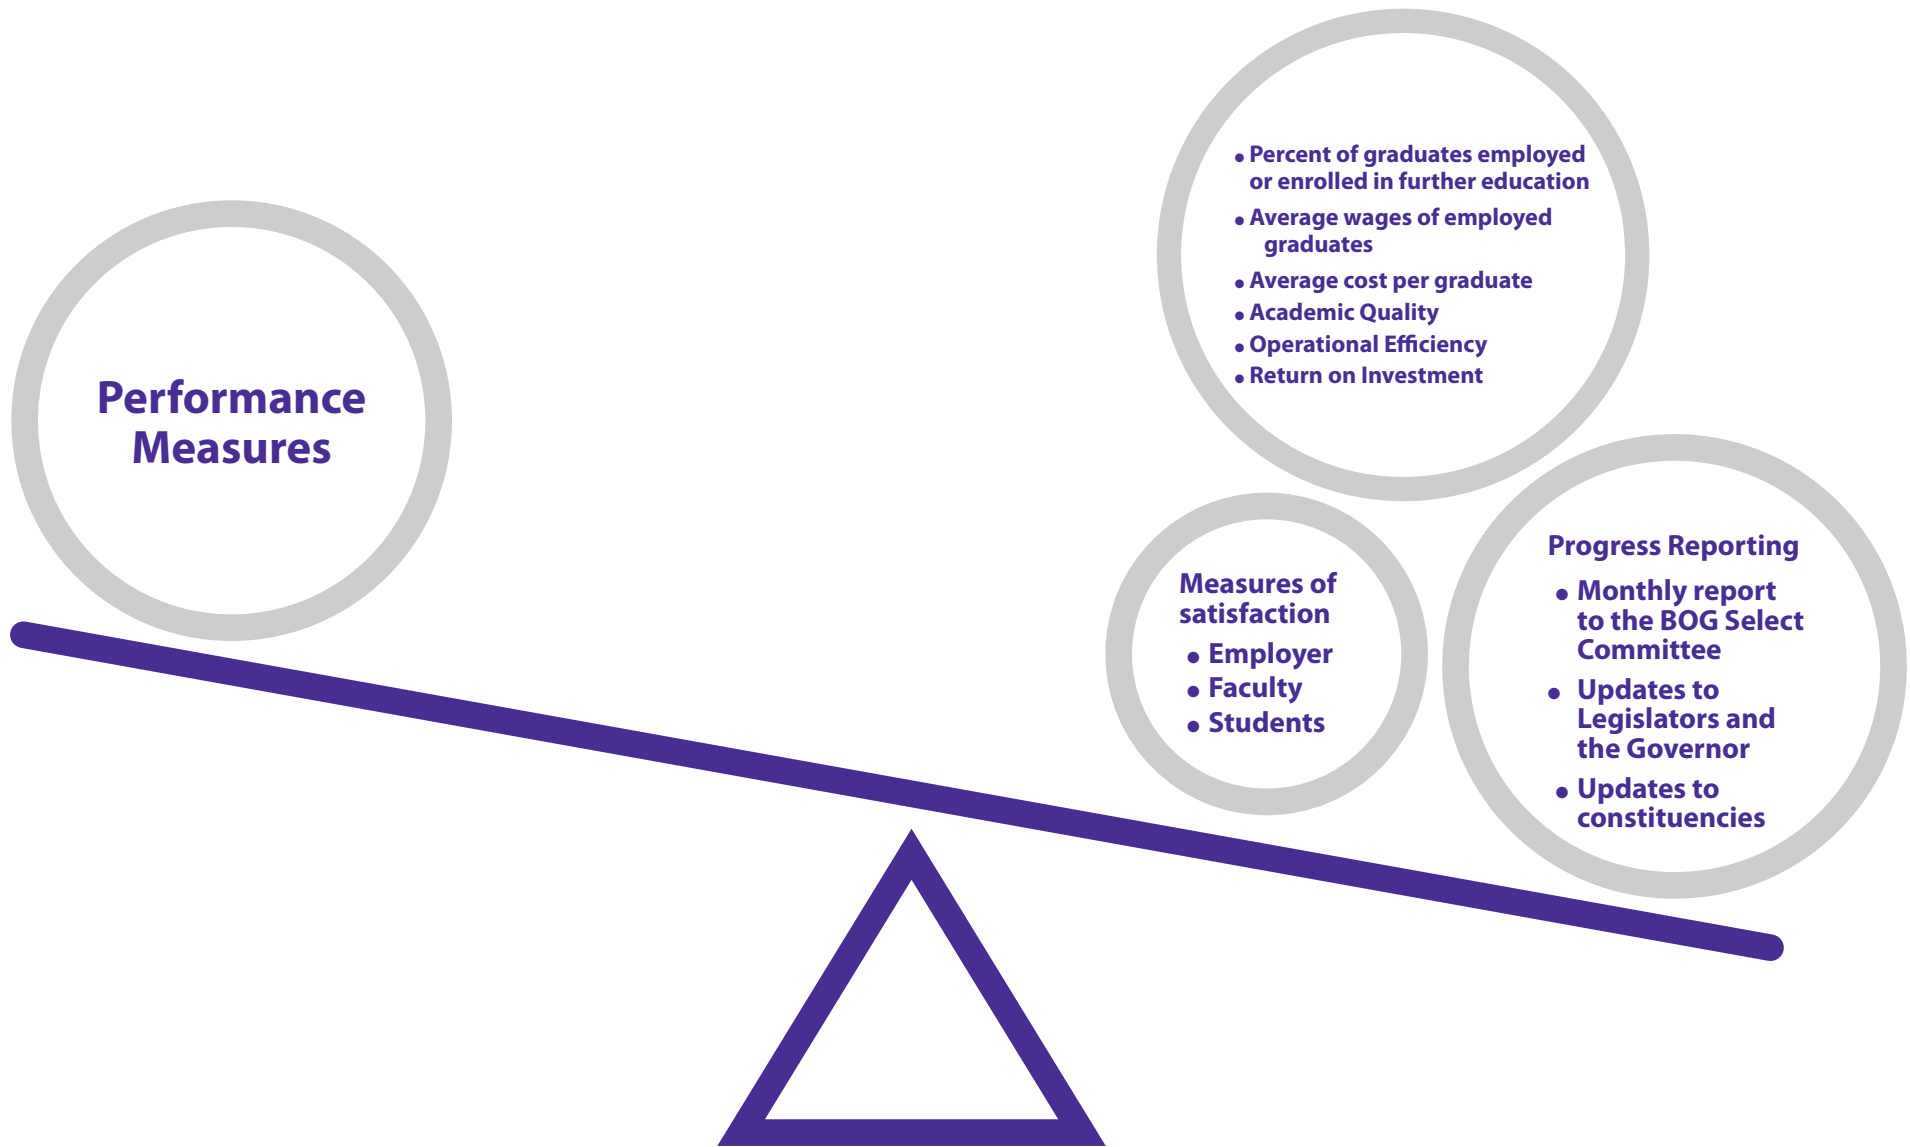 Performance
Measures
• Percent of graduates employed
or enrolled in further education
• Average wages of employed
graduates
• Average cost per graduate
• Academic Quality
• Operational Efficiency
• Return on Investment
Measures of
satisfaction
• Employer
• Faculty
• Students
Progress Reporting
• Monthly report
to the BOG Select
Committee
• Updates to
Legislators and
the Governor
• Updates to
constituencies